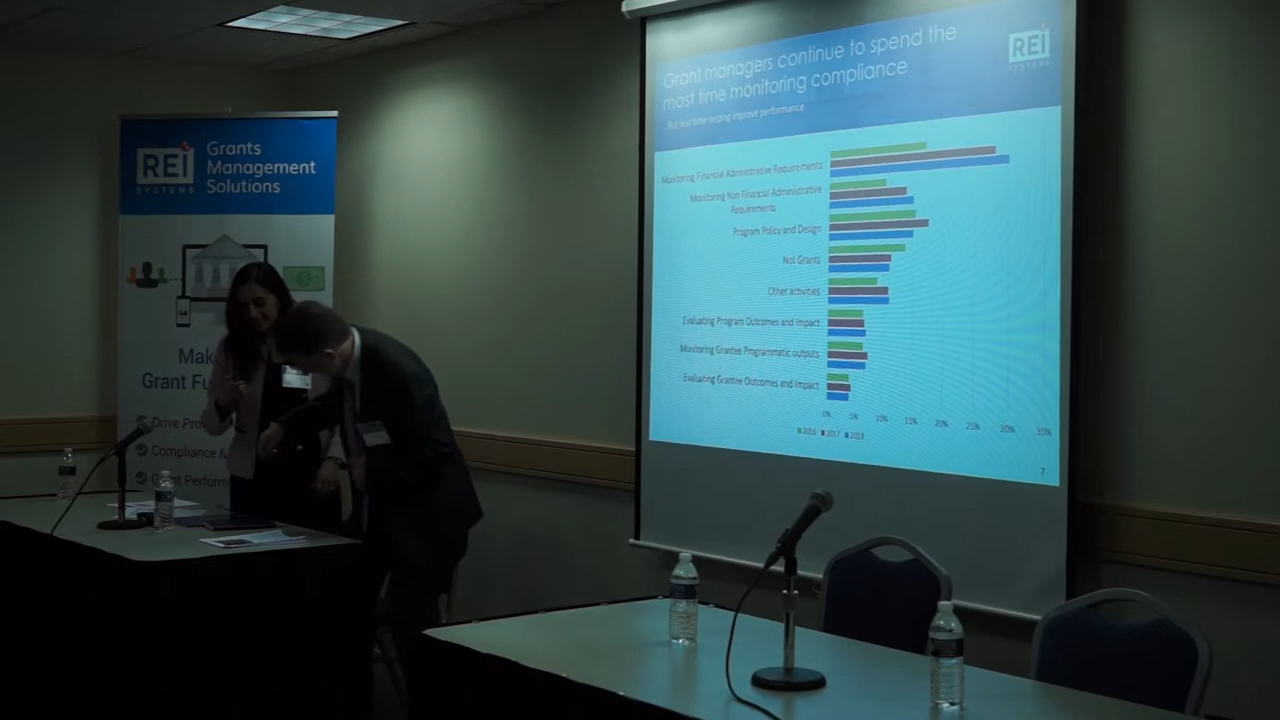 REI
SYSTEMS
Grants
Management
Solutions
Mak
Grant Fu
Drive Pro
Compliance &
Grant Perform
Grant managers continue to spend the
most time monitoring compliance
But less time helping improve performance
REI
SYSTEMS
Monitoring Financial Administrative Requirements
Monitoring Non Financial Administrative
Requirements
Program Policy and Design
Not Grants
Other activities
Evaluating Program Outcomes and Impact
Monitoring Grantee Programmatic outputs
Evaluating Grantee Outcomes and Impact
0% 5% 10% 15% 20% 25% 30% 35%
2016 2017 2018
7